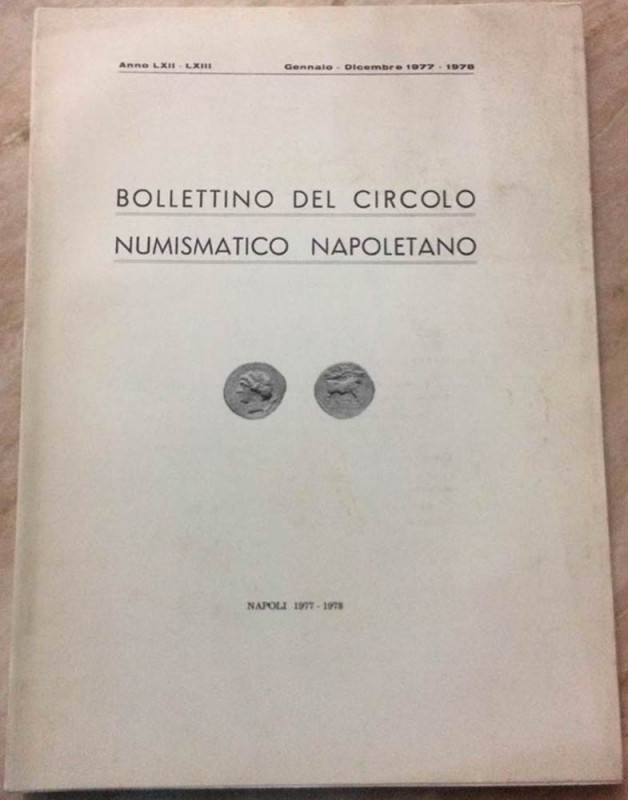 Anno LXII - LXIII Gennaio - Dicembre 1977 - 1978
BOLLETTINO DEL CIRCOLO
NUMISMATICO NAPOLETANO
NAPOLI 1977 - 1978